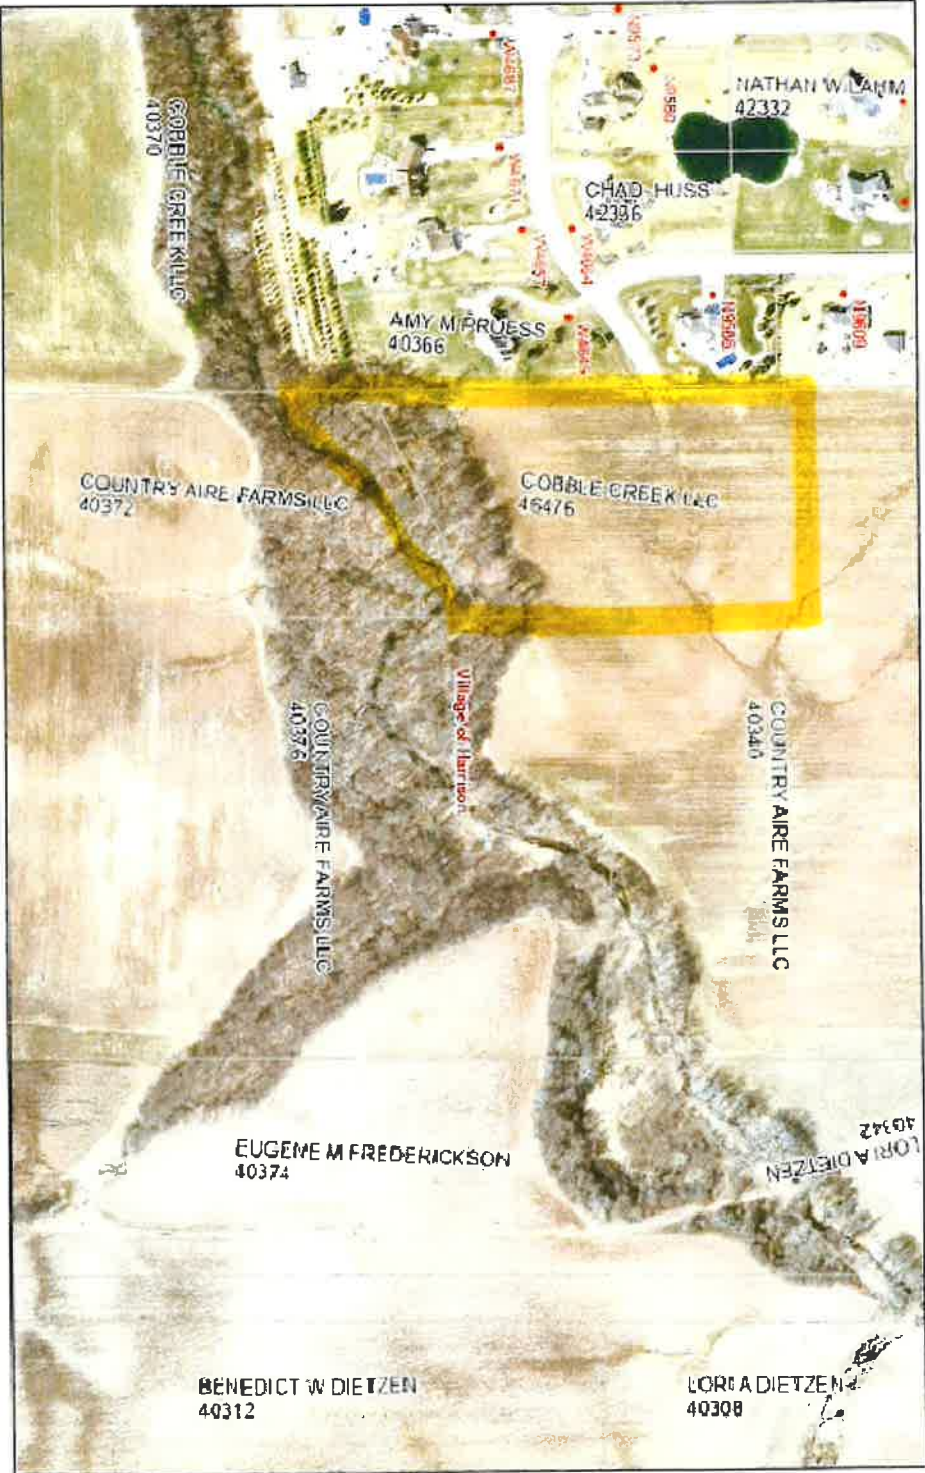 NATHAN W LAHM
42332
CHAD HUSS
42396
COBBLE CREEK LLC
40370
AMY M PRUESS
40366
N9609
COUNTRY AIRE FARMS LLC
40372
COBBLE CREEK LLC
46476
Village of Harrison
COUNTRY AIRE FARMS LLC
40376
COUNTRY AIRE FARMS LLC
40340
LORI A DIETZEN
40342
EUGENE M FREDERICKSON
40374
BENEDICT W DIETZEN
40312
LORI A DIETZEN
40308